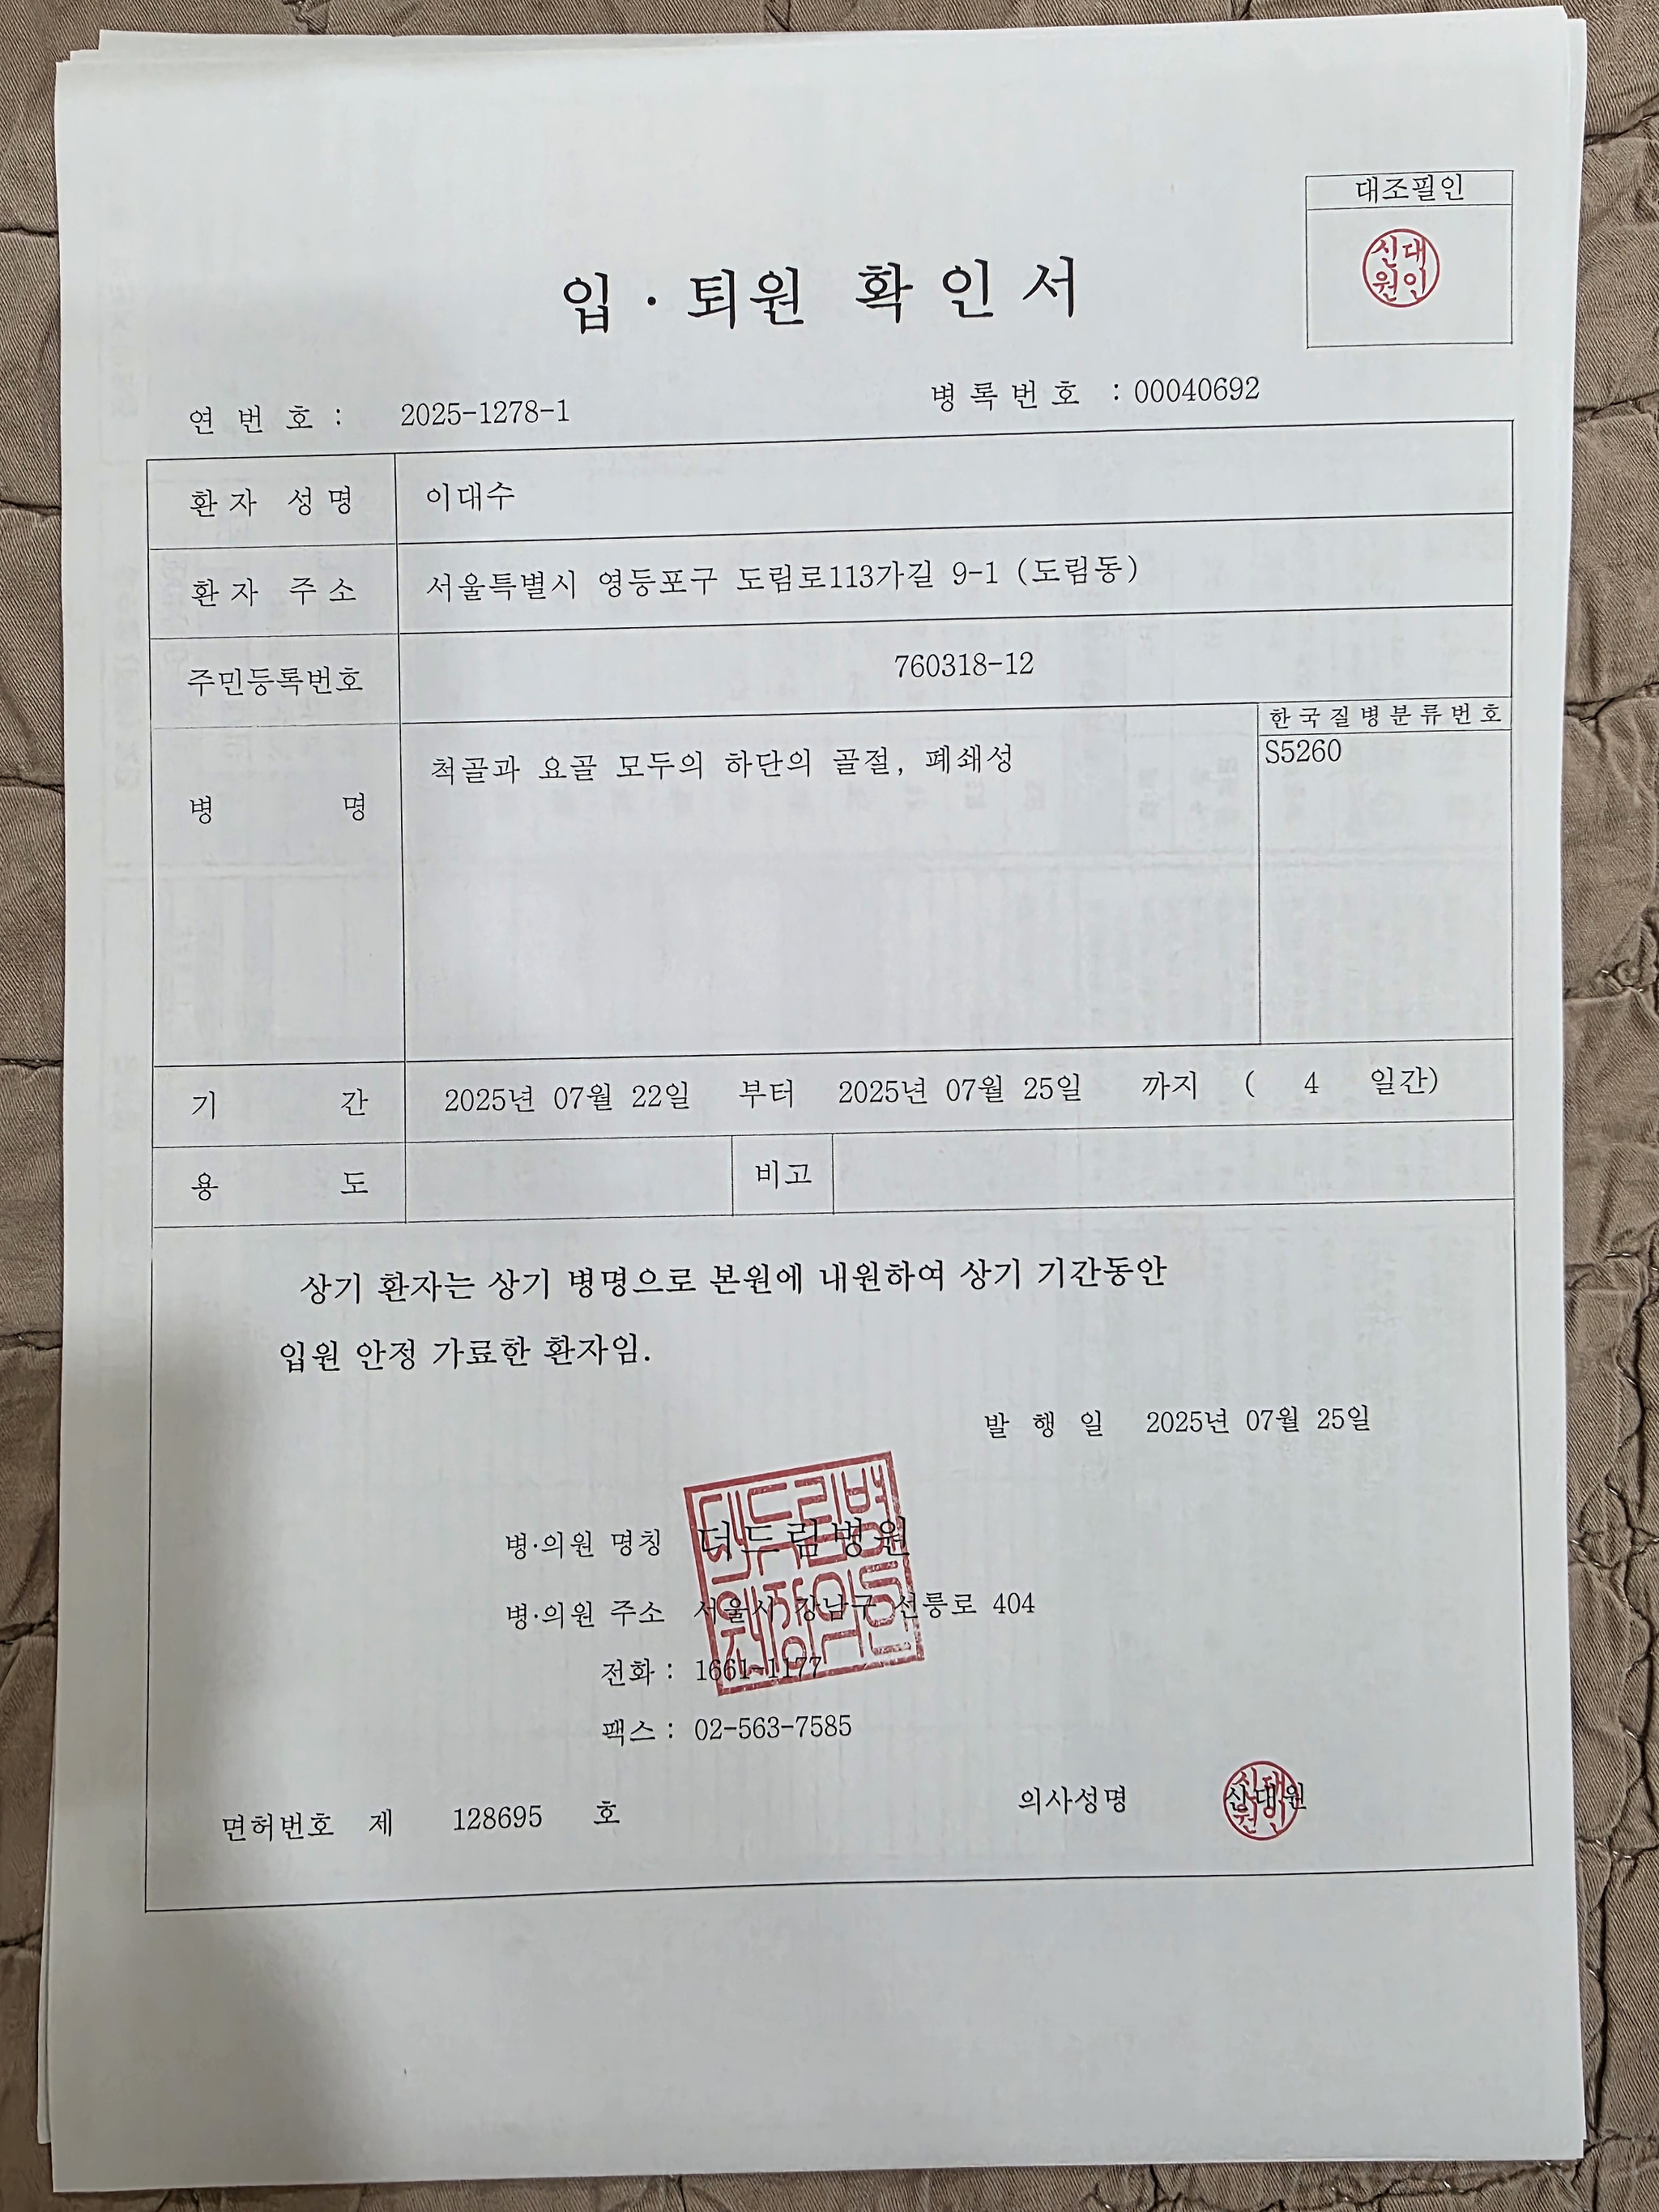 대조필인
신대
원인
입 · 퇴원 확인서
연 번 호 : 2025-1278-1
병록번호 : 00040692
환자 성명 이대수
환자 주소 서울특별시 영등포구 도림로113가길 9-1 (도림동)
주민등록번호 760318-12
병 명 척골과 요골 모두의 하단의 골절, 폐쇄성
한국질병분류번호
S5260
기 간 2025년 07월 22일 부터 2025년 07월 25일 까지 ( 4 일간)
용 도 비고
상기 환자는 상기 병명으로 본원에 내원하여 상기 기간동안
입원 안정 가료한 환자임.
발 행 일 2025년 07월 25일
병·의원 명칭 더드림병원
병·의원 주소 서울시 강남구 선릉로 404
전화 : 1661-1177
팩스 : 02-563-7585
의사성명 신대원
신대
원인
면허번호 제 128695 호